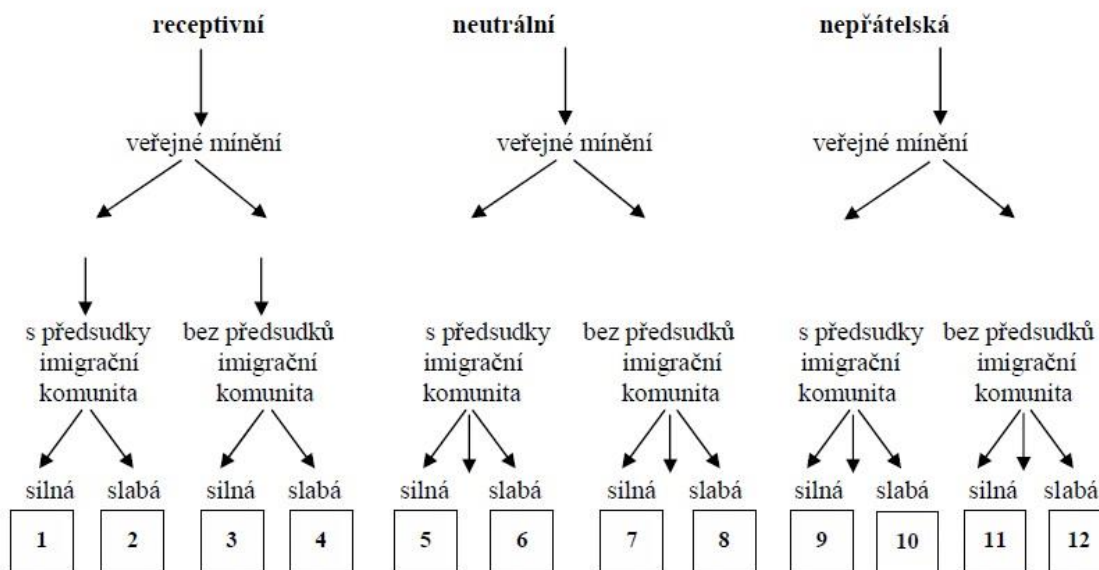 receptivní neutrální nepřátelská
veřejné mínění veřejné mínění veřejné mínění
s předsudky bez předsudků s předsudky bez předsudků s předsudky bez předsudků
imigrační imigrační imigrační imigrační imigrační imigrační
komunita komunita komunita komunita komunita komunita
silná slabá silná slabá silná slabá silná slabá silná slabá silná slabá
1 2 3 4 5 6 7 8 9 10 11 12